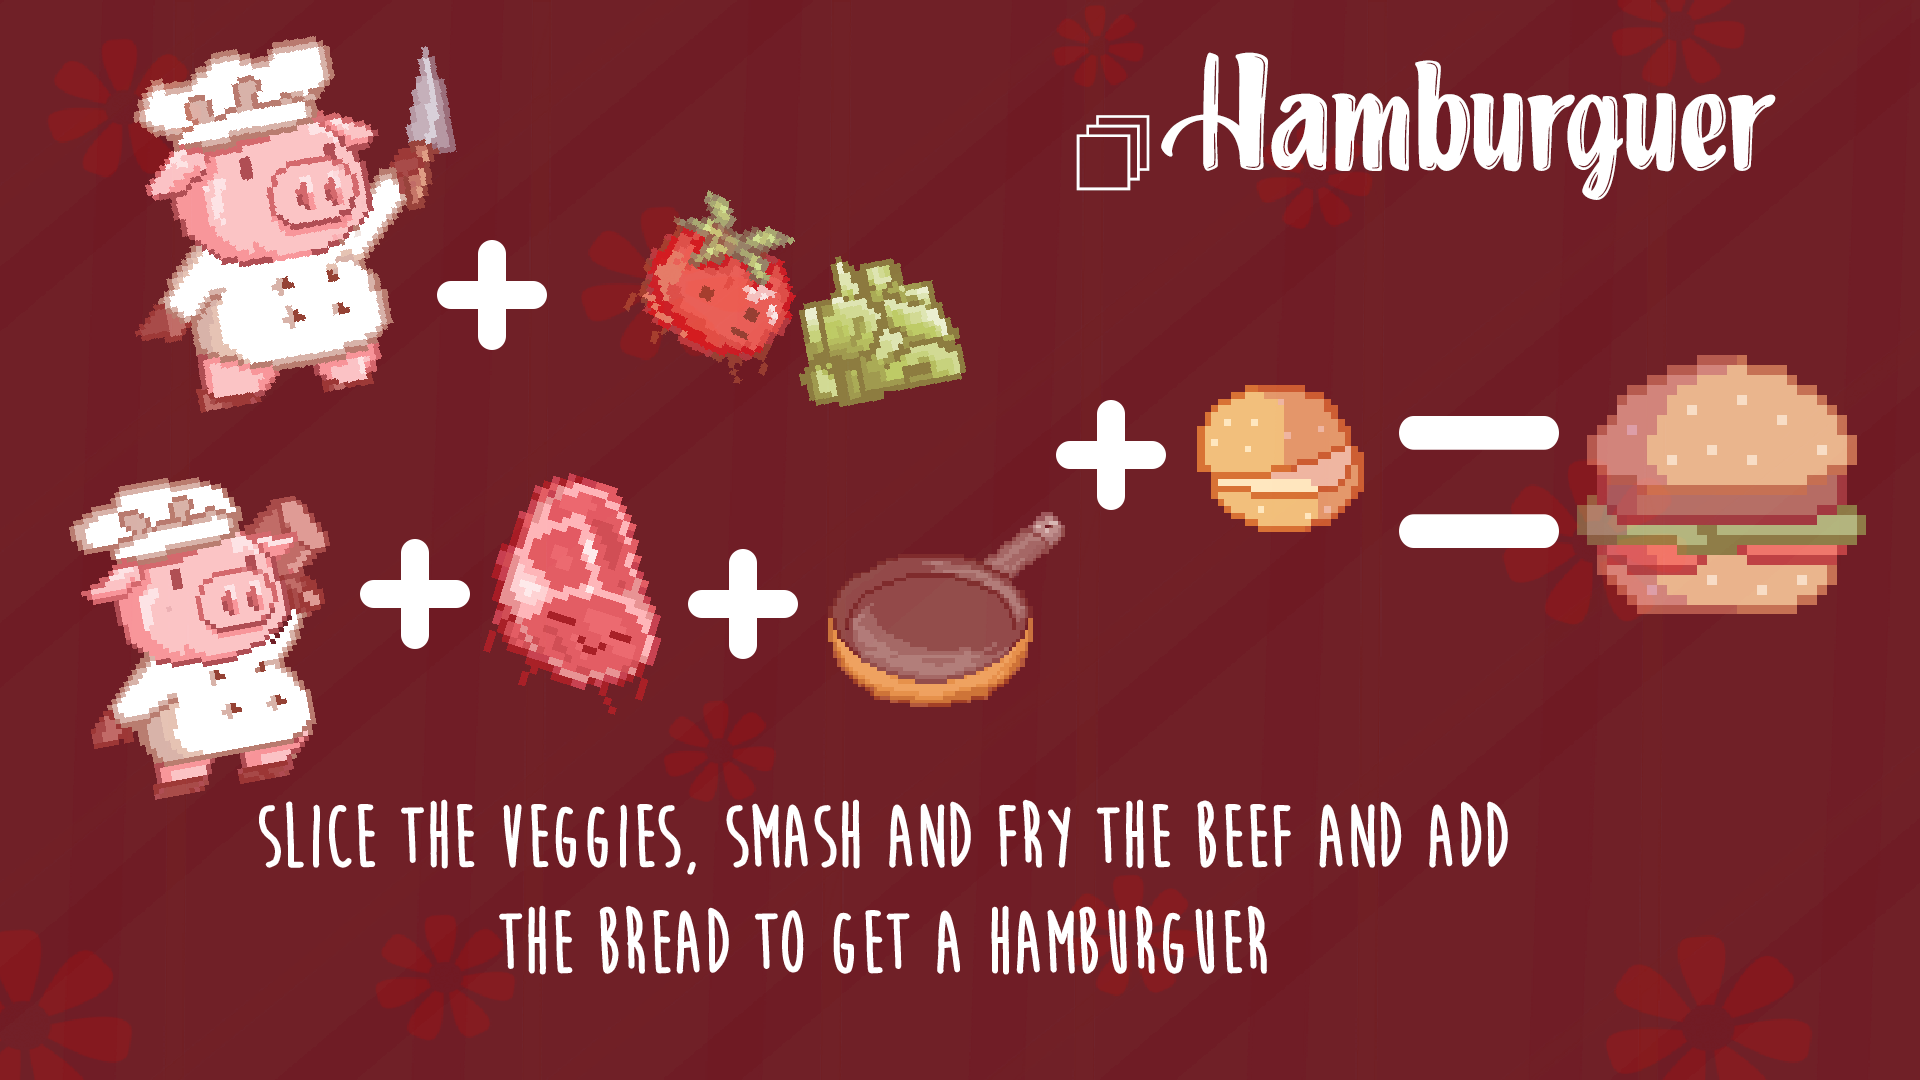 Hamburguer
SLICE THE VEGGIES, SMASH AND FRY THE BEEF AND ADD
THE BREAD TO GET A HAMBURGUER